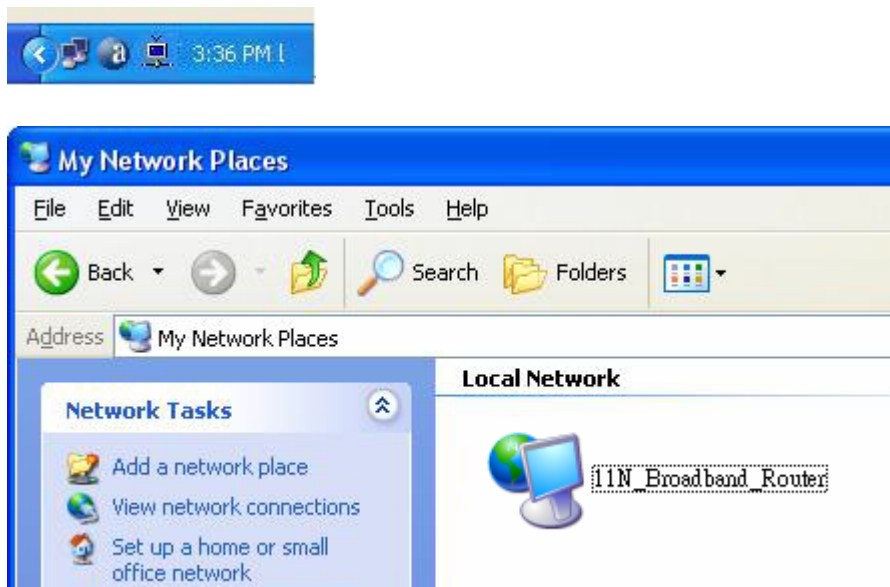 a 3:36 PM
My Network Places
File Edit View Favorites Tools Help
Back Search Folders
Address My Network Places
Local Network
Network Tasks
11N_Broadband_Router
Add a network place
View network connections
Set up a home or small
office network